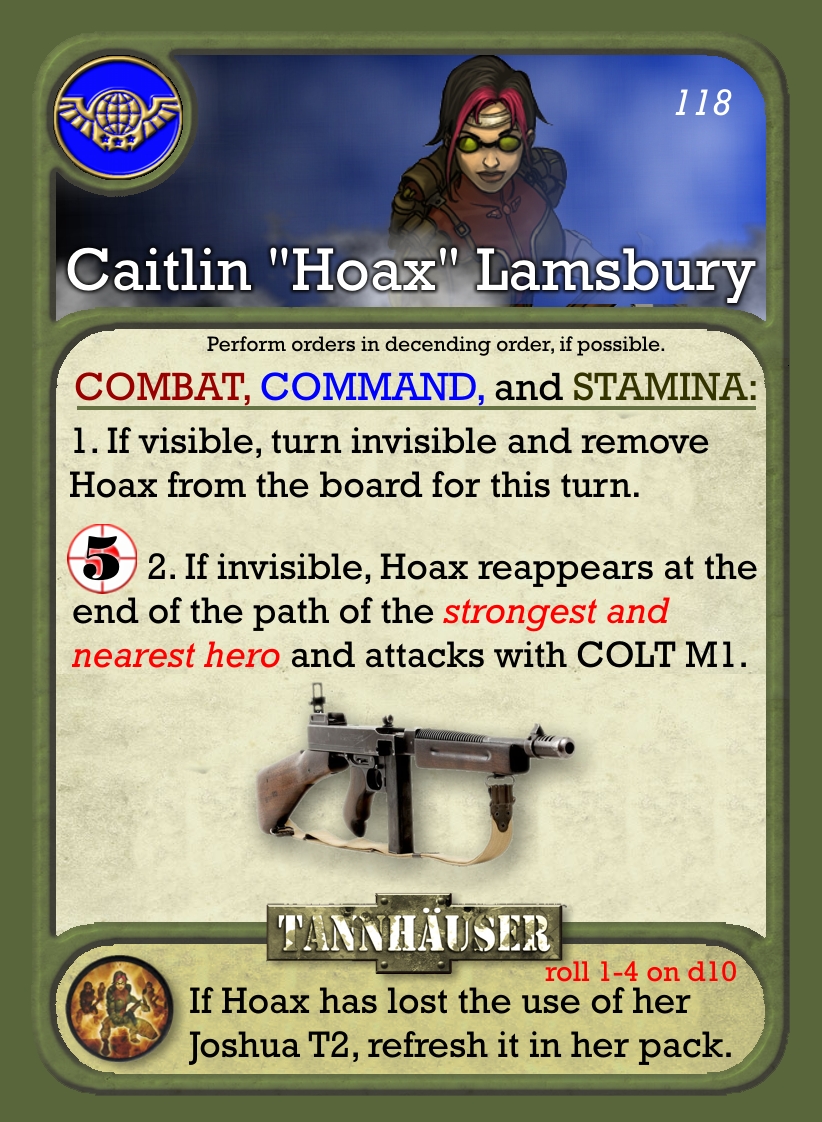 118
Caitlin "Hoax" Lamsbury
Perform orders in decending order, if possible.
COMBAT, COMMAND, and STAMINA:
1. If visible, turn invisible and remove
Hoax from the board for this turn.
5 2. If invisible, Hoax reappears at the
end of the path of the strongest and
nearest hero and attacks with COLT M1.
TANNHÄUSER
roll 1-4 on d10
If Hoax has lost the use of her
Joshua T2, refresh it in her pack.